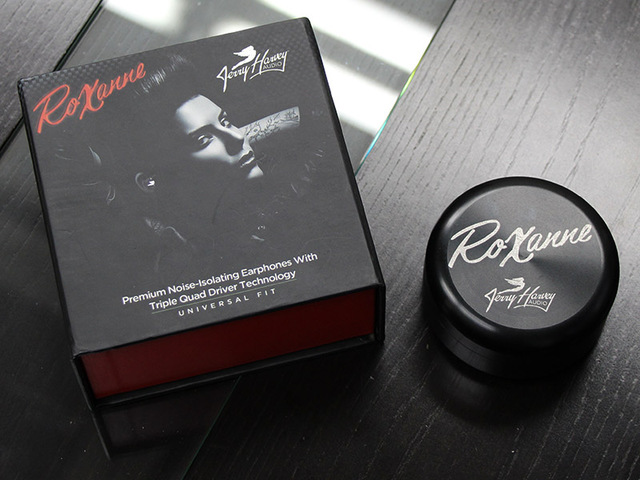 Roxanne
Jerry Harvey
AUDIO
Premium Noise-Isolating Earphones With
Triple Quad Driver Technology
UNIVERSAL FIT
Roxanne
Jerry Harvey
AUDIO